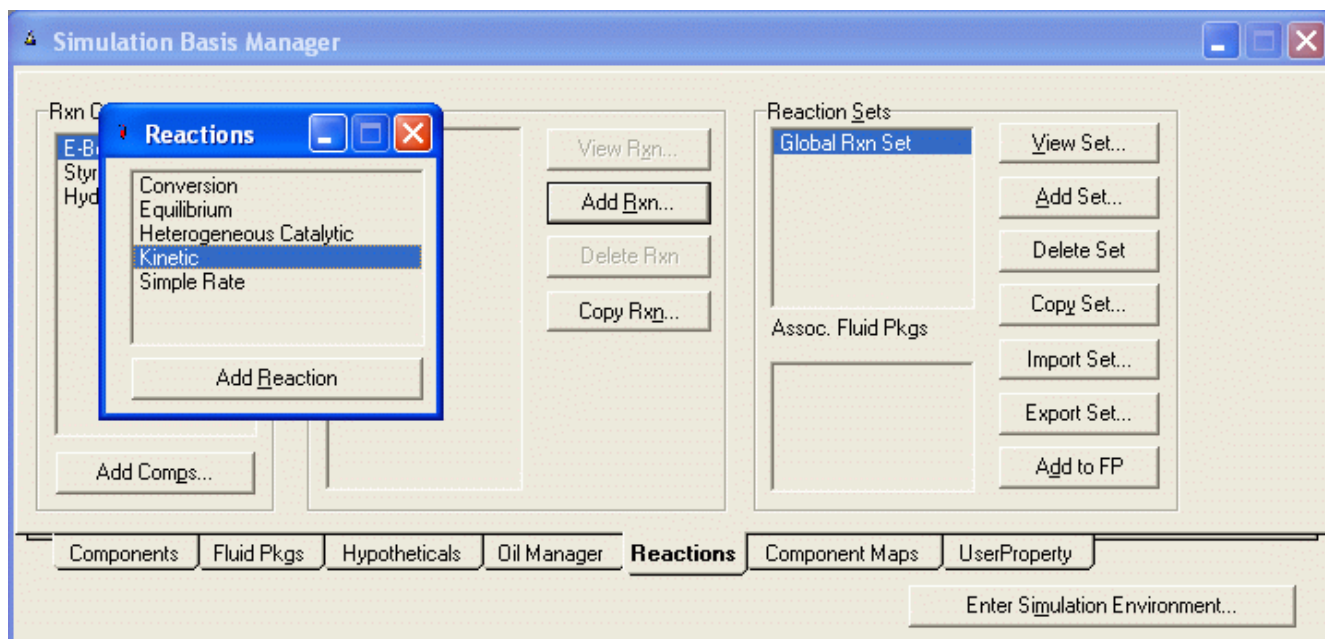 Simulation Basis Manager
Rxn
Reactions
Conversion
Equilibrium
Heterogeneous Catalytic
Kinetic
Simple Rate
Add Reaction
Add Comps...
View Rxn...
Add Rxn...
Delete Rxn
Copy Rxn...
Reaction Sets
Global Rxn Set
Assoc. Fluid Pkgs
View Set...
Add Set...
Delete Set
Copy Set...
Import Set...
Export Set...
Add to FP
Components Fluid Pkgs Hypotheticals Oil Manager Reactions Component Maps UserProperty
Enter Simulation Environment...